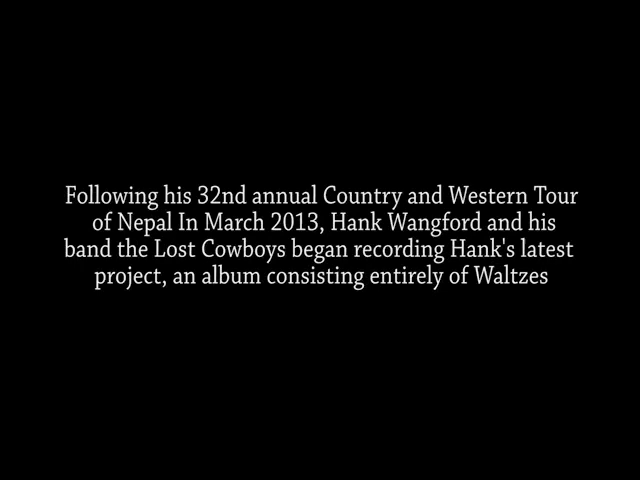 Following his 32nd annual Country and Western Tour
of Nepal In March 2013, Hank Wangford and his
band the Lost Cowboys began recording Hank's latest
project, an album consisting entirely of Waltzes